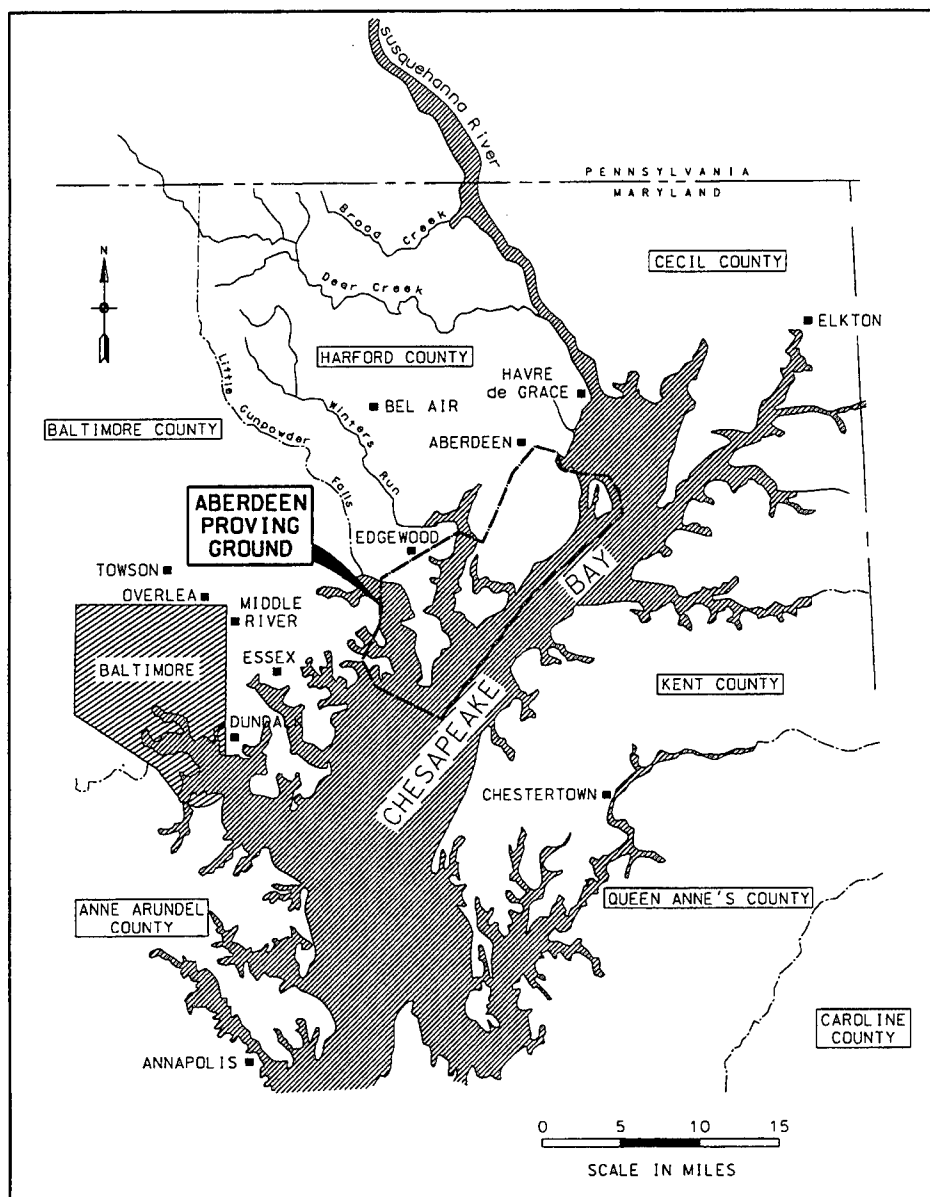 Susquehanna River
PENNSYLVANIA
MARYLAND
Broad Creek
N
CECIL COUNTY
Deer Creek
ELKTON
HARFORD COUNTY
HAVRE
de GRACE
Little Gunpowder Falls
Winters Run
BEL AIR
BALTIMORE COUNTY
ABERDEEN
ABERDEEN
PROVING
GROUND
EDGEWOOD
TOWSON
OVERLEA
MIDDLE
RIVER
CHESAPEAKE BAY
BALTIMORE
ESSEX
KENT COUNTY
DUNDALK
CHESTERTOWN
QUEEN ANNE'S COUNTY
ANNE ARUNDEL
COUNTY
CAROLINE
COUNTY
ANNAPOLIS
0 5 10 15
SCALE IN MILES